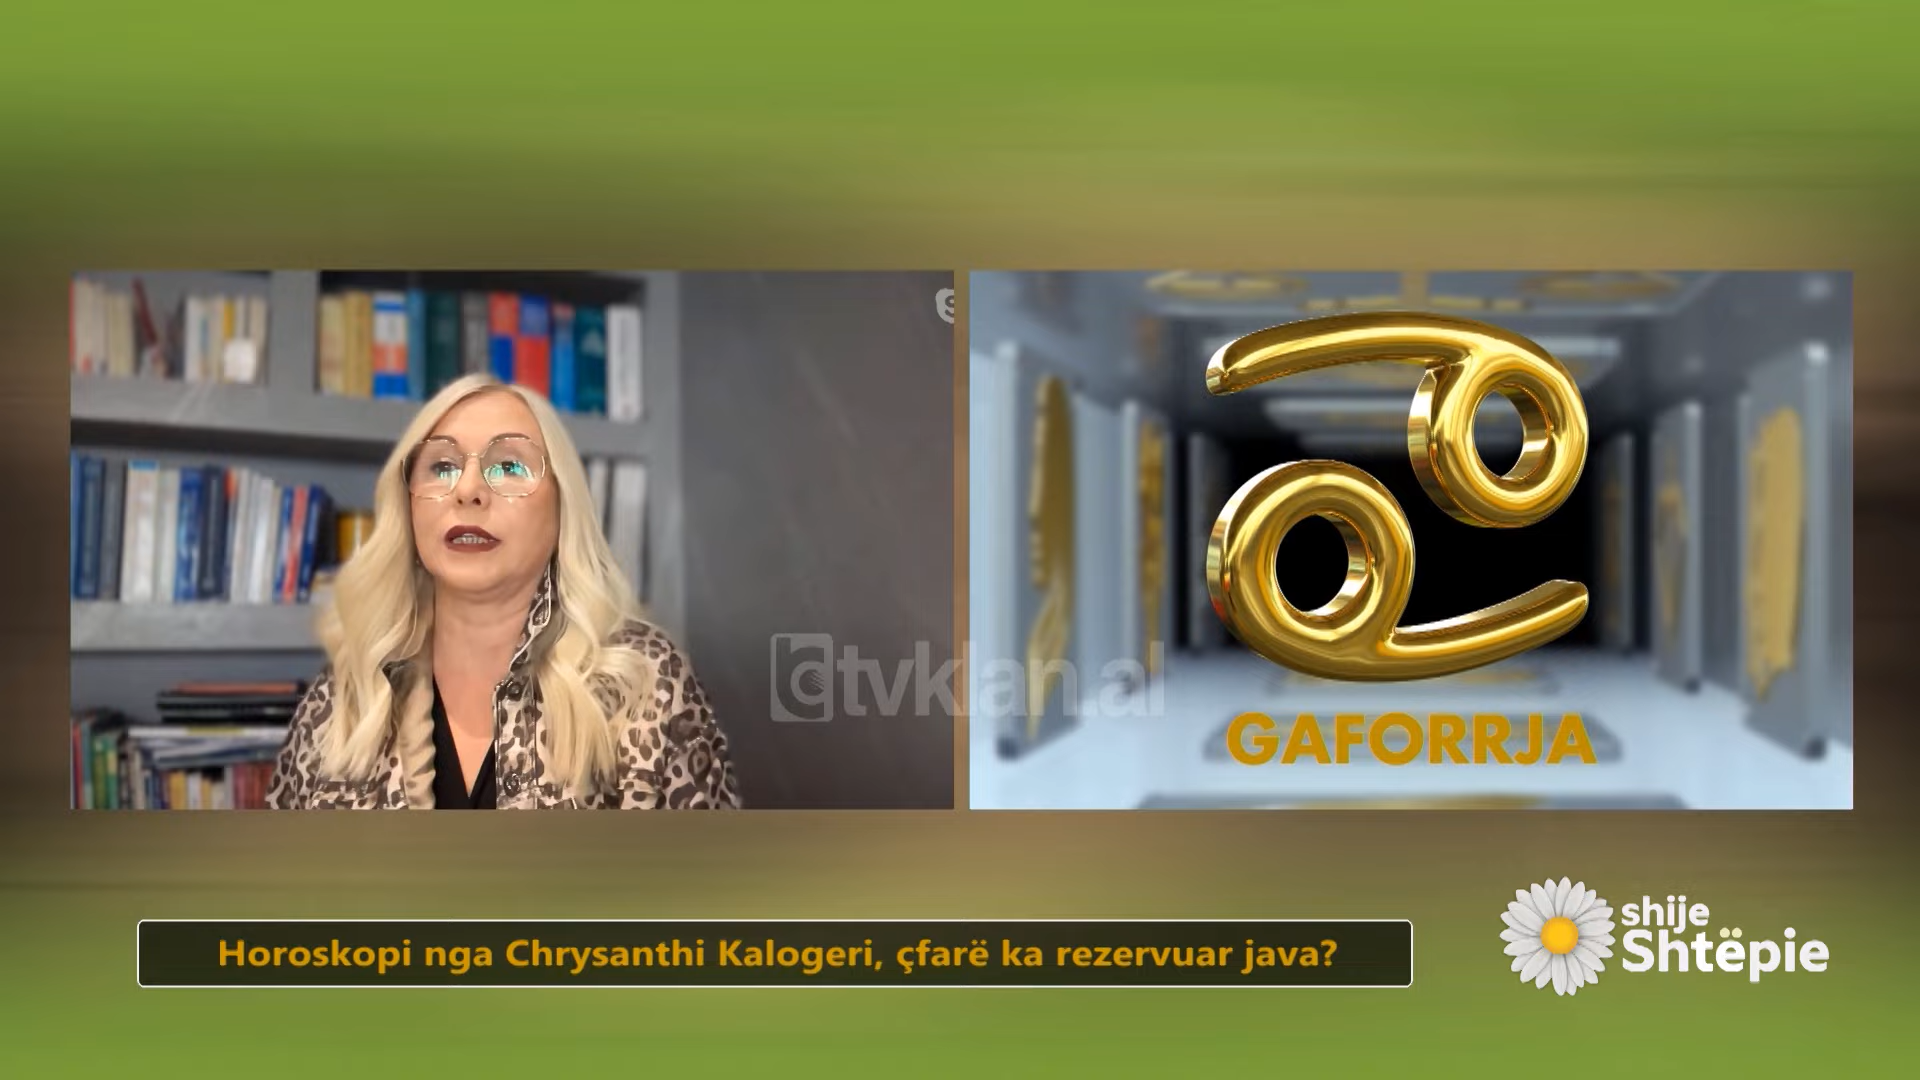 tvklan.al
GAFORRJA
Horoskopi nga Chrysanthi Kalogeri, çfarë ka rezervuar java?
shije
Shtëpie